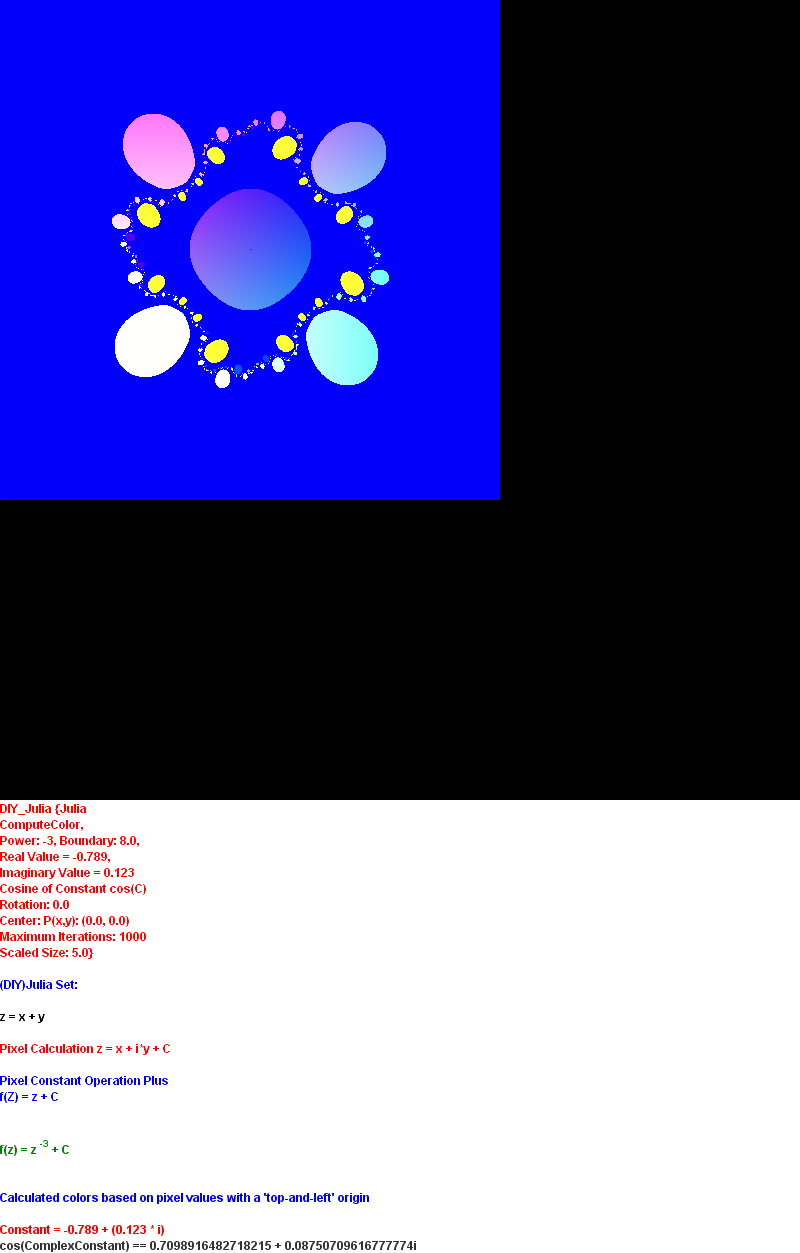 DIY_Julia {Julia
ComputeColor,
Power: -3, Boundary: 8.0,
Real Value = -0.789,
Imaginary Value = 0.123
Cosine of Constant cos(C)
Rotation: 0.0
Center: P(x,y): (0.0, 0.0)
Maximum Iterations: 1000
Scaled Size: 5.0}
(DIY)Julia Set:
z = x + y
Pixel Calculation z = x + i*y + C
Pixel Constant Operation Plus
f(Z) = z + C
f(z) = z -3 + C
Calculated colors based on pixel values with a 'top-and-left' origin
Constant = -0.789 + (0.123 * i)
cos(ComplexConstant) == 0.7098916482718215 + 0.08750709616777774i